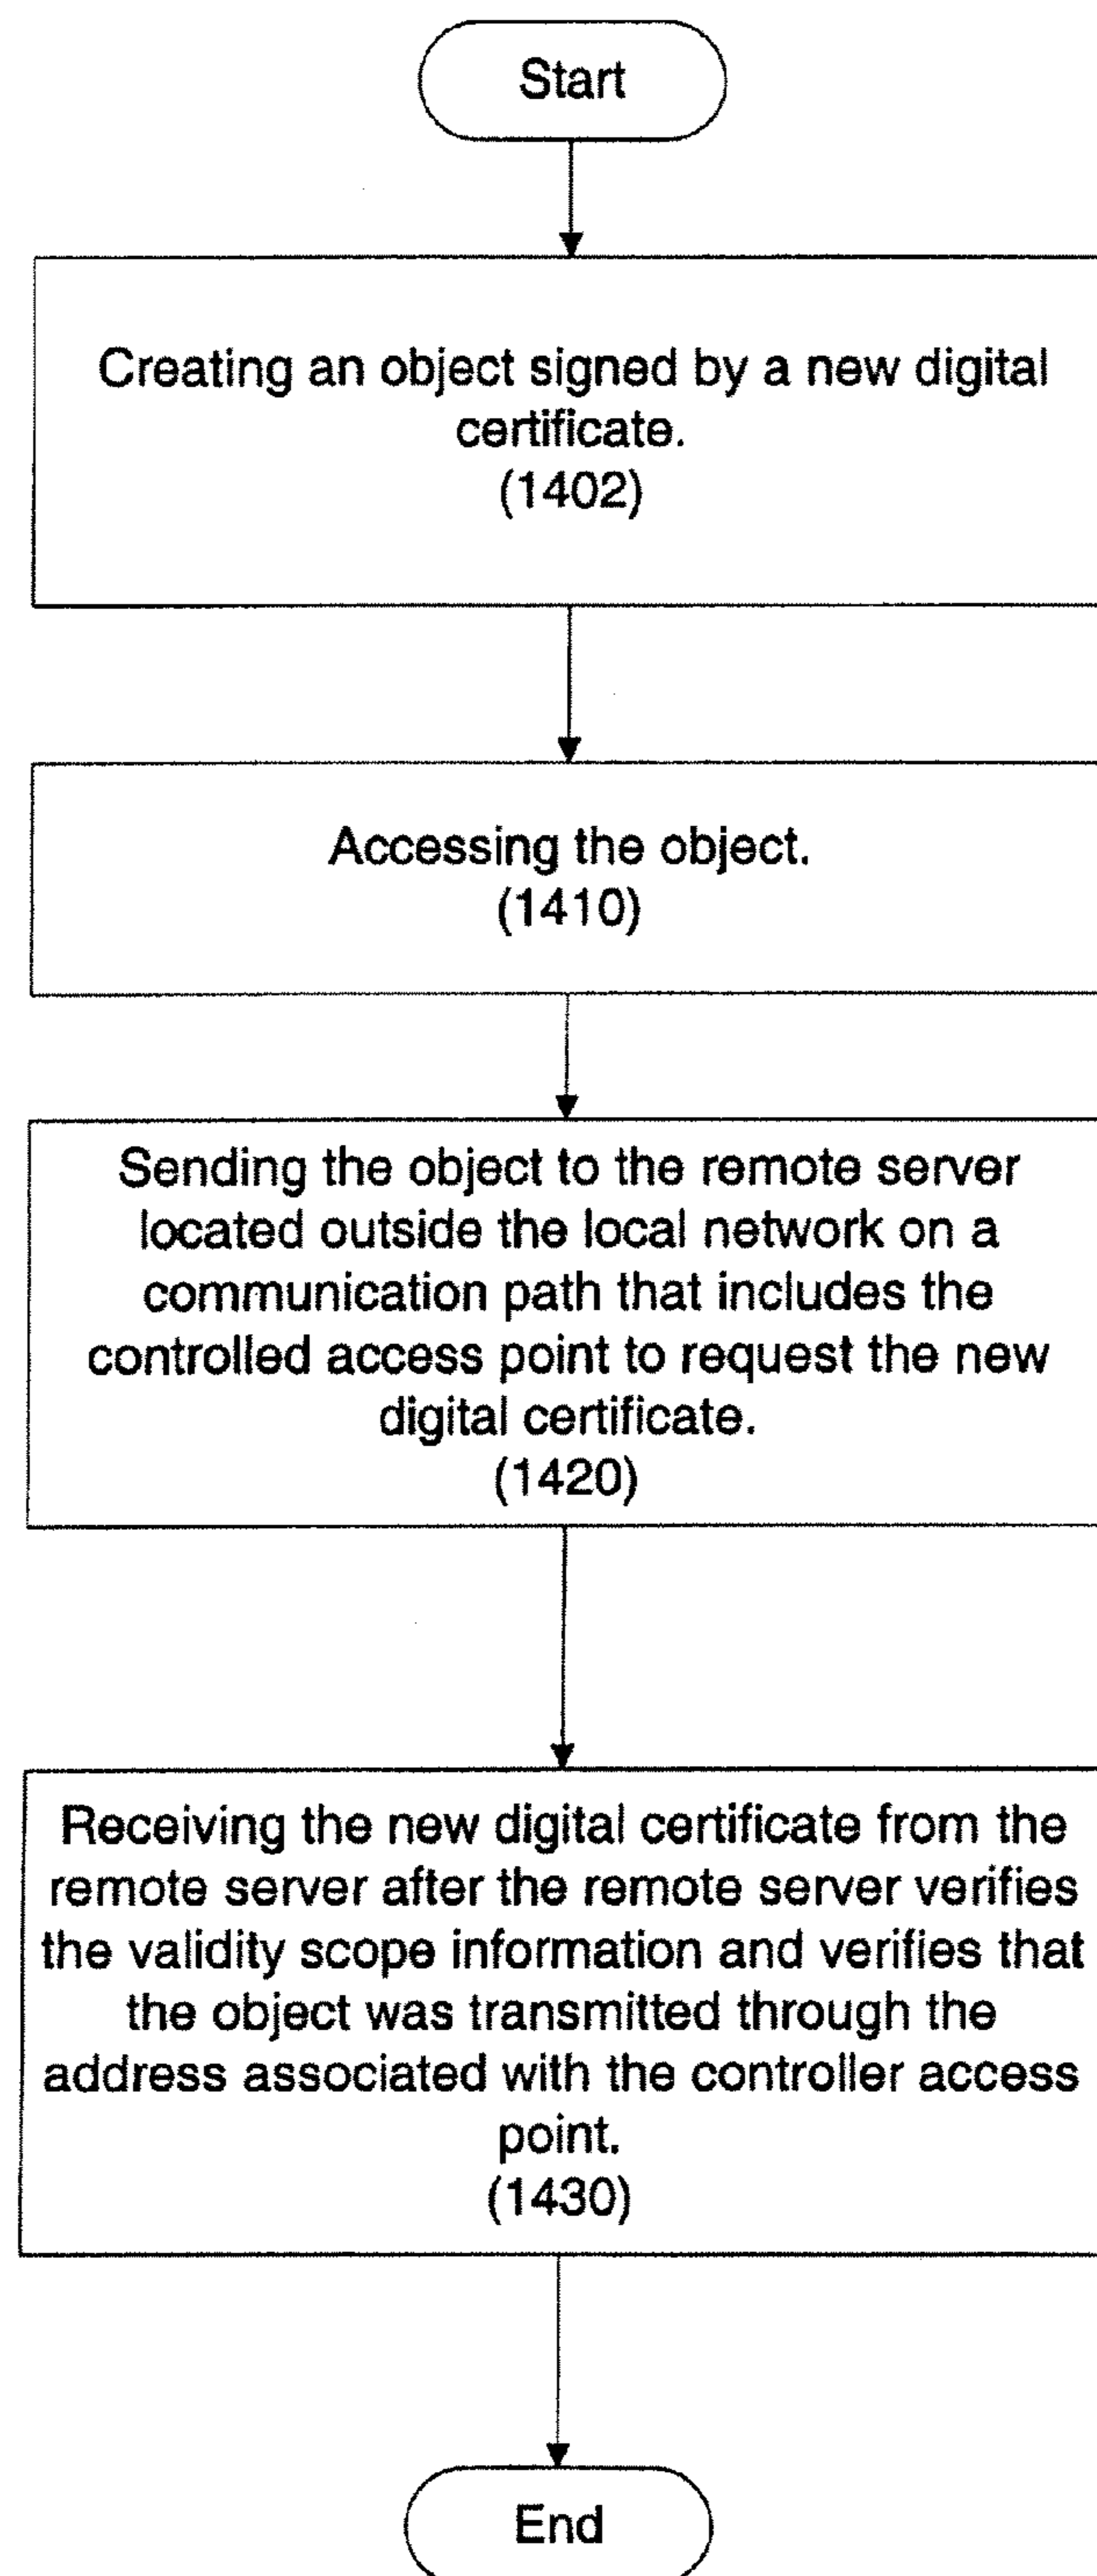 Start
Creating an object signed by a new digital
certificate.
(1402)
Accessing the object.
(1410)
Sending the object to the remote server
located outside the local network on a
communication path that includes the
controlled access point to request the new
digital certificate.
(1420)
Receiving the new digital certificate from the
remote server after the remote server verifies
the validity scope information and verifies that
the object was transmitted through the
address associated with the controller access
point.
(1430)
End